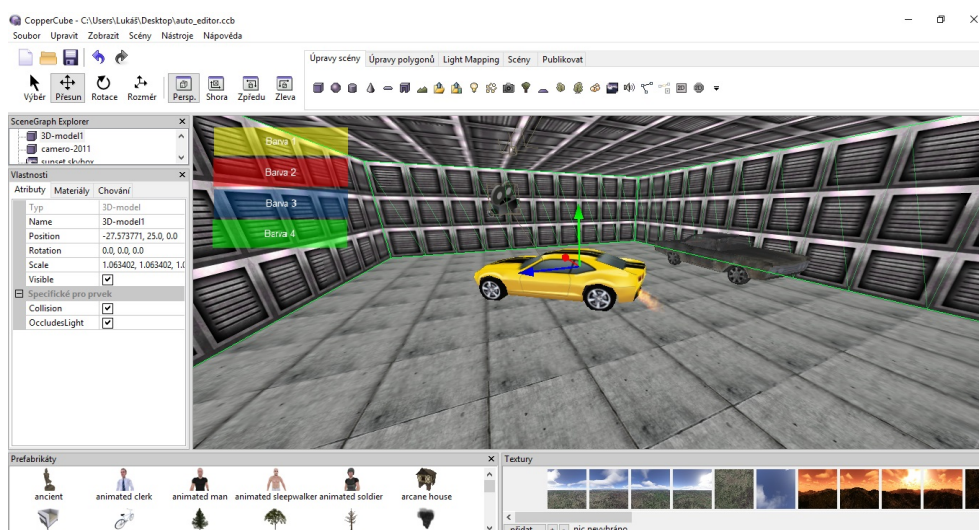 CopperCube - C:\Users\Lukáš\Desktop\auto_editor.ccb
Soubor Upravit Zobrazit Scény Nástroje Nápověda
Úpravy scény Úpravy polygonů Light Mapping Scény Publikovat
Výběr Přesun Rotace Rozměr Persp. Shora Zpředu Zleva
SceneGraph Explorer
3D-model1
camero-2011
sunset skybox
Vlastnosti
Atributy Materiály Chování
Typ 3D-model1
Name 3D-model1
Position -27.573771, 25.0, 0.0
Rotation 0.0, 0.0, 0.0
Scale 1.063402, 1.063402, 1.0
Visible
Specifické pro prvek
Collision
OccludesLight
Barva 1
Barva 2
Barva 3
Barva 4
Prefabrikáty
ancient animated clerk animated man animated sleepwalker animated soldier arcane house
Textury
přidat... + - nic nevybráno